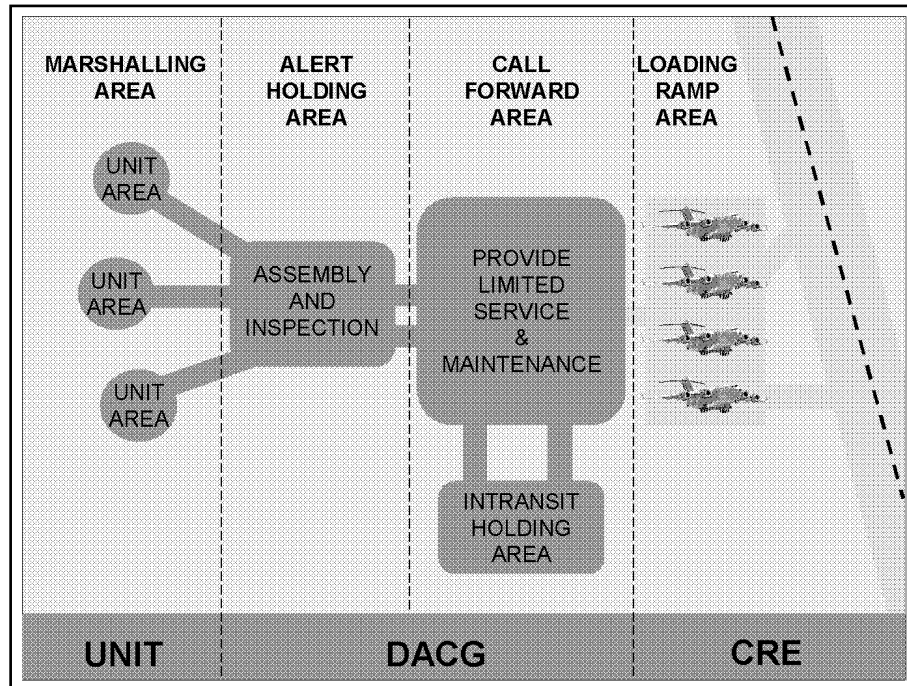 MARSHALLING
AREA
ALERT
HOLDING
AREA
CALL
FORWARD
AREA
LOADING
RAMP
AREA
UNIT
AREA
UNIT
AREA
UNIT
AREA
ASSEMBLY
AND
INSPECTION
PROVIDE
LIMITED
SERVICE
&
MAINTENANCE
INTRANSIT
HOLDING
AREA
UNIT
DACG
CRE